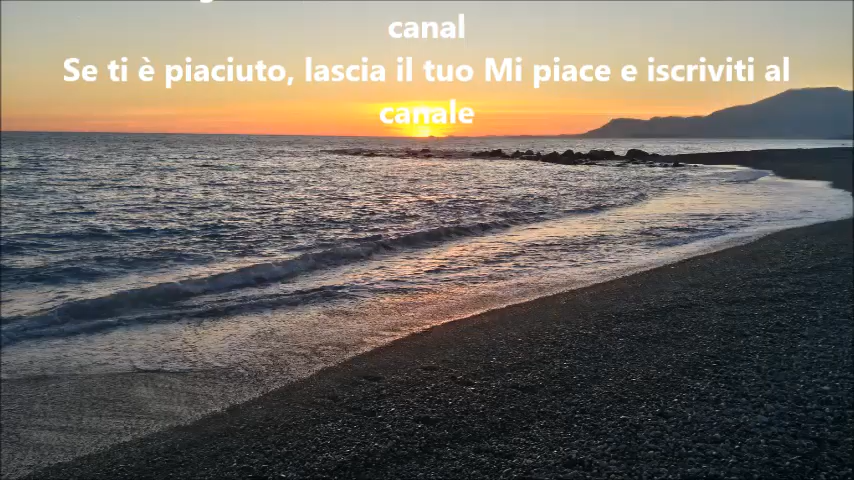 canal
Se ti è piaciuto, lascia il tuo Mi piace e iscriviti al
canale